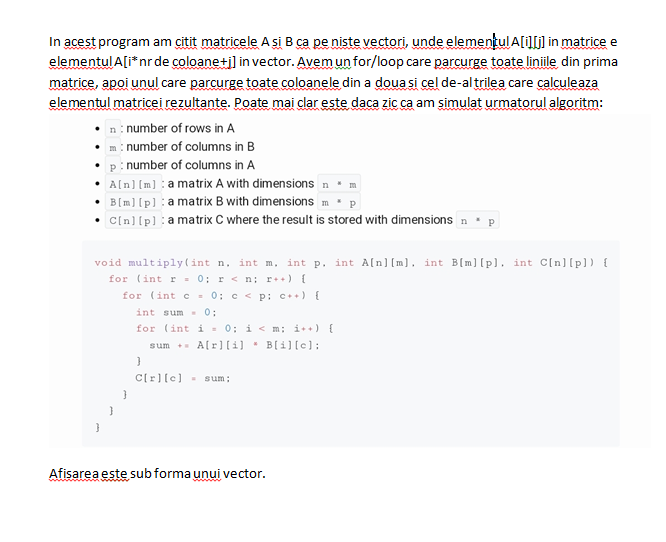 In acest program am citit matricele A si B ca pe niste vectori, unde elementul A[i][j] in matrice e
elementul A[i*nr de coloane+j] in vector. Avem un for/loop care parcurge toate liniile din prima
matrice, apoi unul care parcurge toate coloanele din a doua si cel de-al trilea care calculeaza
elementul matricei rezultante. Poate mai clar este daca zic ca am simulat urmatorul algoritm:
• n : number of rows in A
• m : number of columns in B
• p : number of columns in A
• A[n][m] : a matrix A with dimensions n * m
• B[m][p] : a matrix B with dimensions m * p
• C[n][p] : a matrix C where the result is stored with dimensions n * p
void multiply(int n, int m, int p, int A[n][m], int B[m][p], int C[n][p]) {
for (int r = 0; r < n; r++) {
for (int c = 0; c < p; c++) {
int sum = 0;
for (int i = 0; i < m; i++) {
sum += A[r][i] * B[i][c];
}
C[r][c] = sum;
}
}
}
Afisarea este sub forma unui vector.